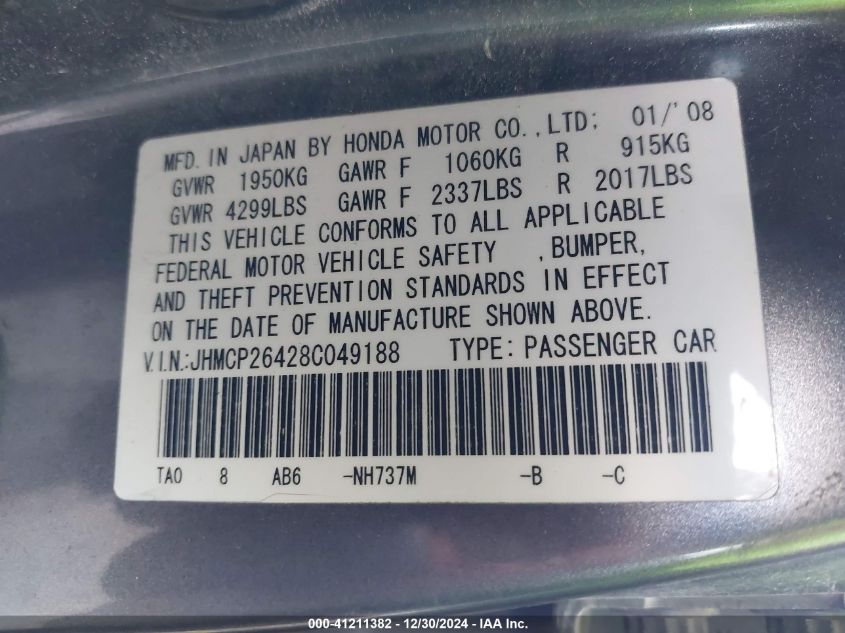 MFD. IN JAPAN BY HONDA MOTOR CO.,LTD; 01/'08
GVWR 1950KG GAWR F 1060KG R 915KG
GVWR 4299LBS GAWR F 2337LBS R 2017LBS
THIS VEHICLE CONFORMS TO ALL APPLICABLE
FEDERAL MOTOR VEHICLE SAFETY ,BUMPER,
AND THEFT PREVENTION STANDARDS IN EFFECT
ON THE DATE OF MANUFACTURE SHOWN ABOVE.
V.I.N.:JHMCP26428C049188 TYPE:PASSENGER CAR
TA0 8 AB6 -NH737M -B -C
000-41211382 - 12/30/2024 - IAA Inc.